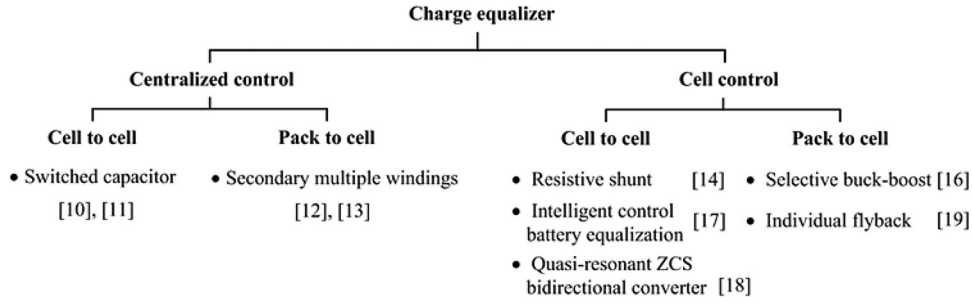 Charge equalizer
Centralized control
Cell control
Cell to cell
Pack to cell
Cell to cell
Pack to cell
• Switched capacitor
[10], [11]
• Secondary multiple windings
[12], [13]
• Resistive shunt [14]
• Intelligent control
battery equalization [17]
• Quasi-resonant ZCS
bidirectional converter [18]
• Selective buck-boost [16]
• Individual flyback [19]